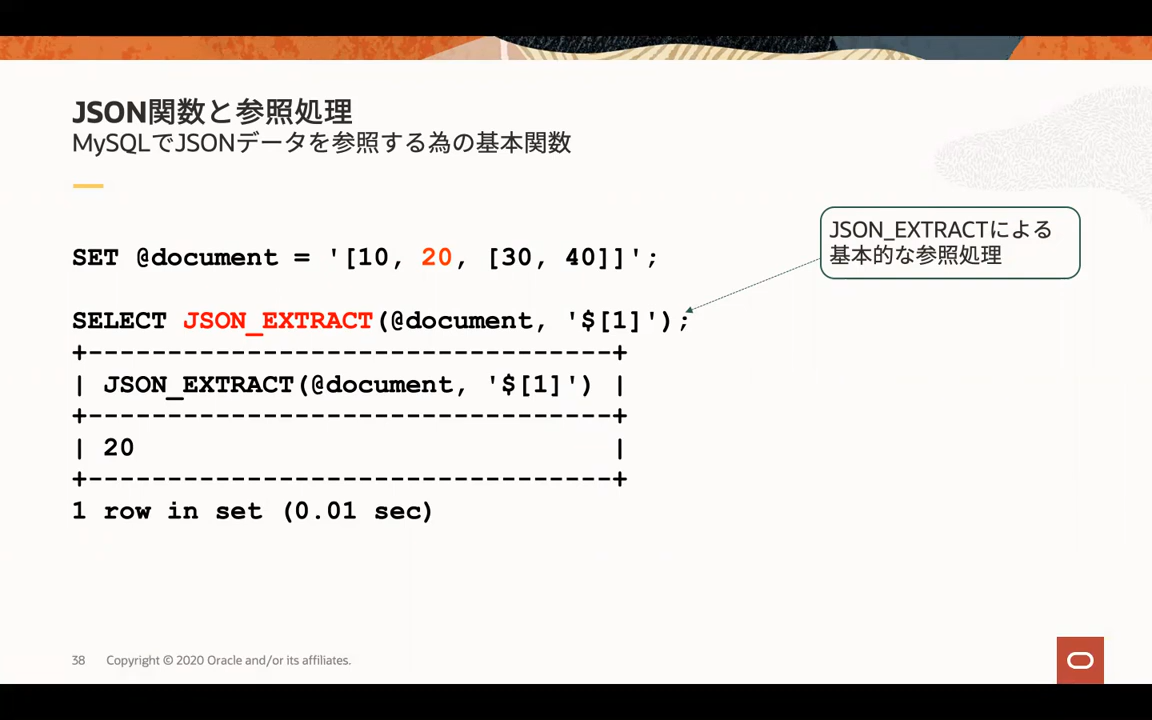 JSON関数と参照処理
MySQLでJSONデータを参照する為の基本関数
JSON_EXTRACTによる
基本的な参照処理
SET @document = '[10, 20, [30, 40]]';
SELECT JSON_EXTRACT(@document, '$[1]');
+---------------------------------+
| JSON_EXTRACT(@document, '$[1]') |
+---------------------------------+
| 20                              |
+---------------------------------+
1 row in set (0.01 sec)
38 Copyright © 2020 Oracle and/or its affiliates.